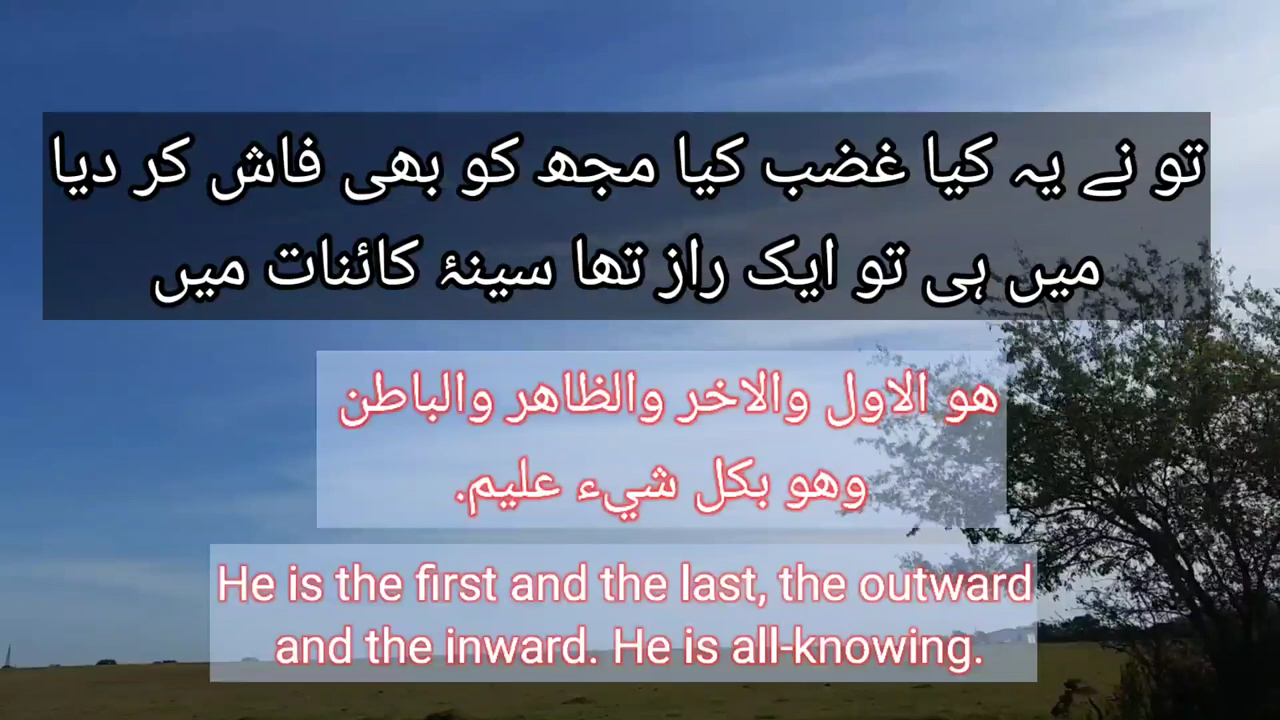 تو نے یہ کیا غضب کیا مجھ کو بھی فاش کر دیا
میں ہی تو ایک راز تھا سینۂ کائنات میں
هو الاول والاخر والظاهر والباطن
وهو بكل شيء عليم.
He is the first and the last, the outward
and the inward. He is all-knowing.